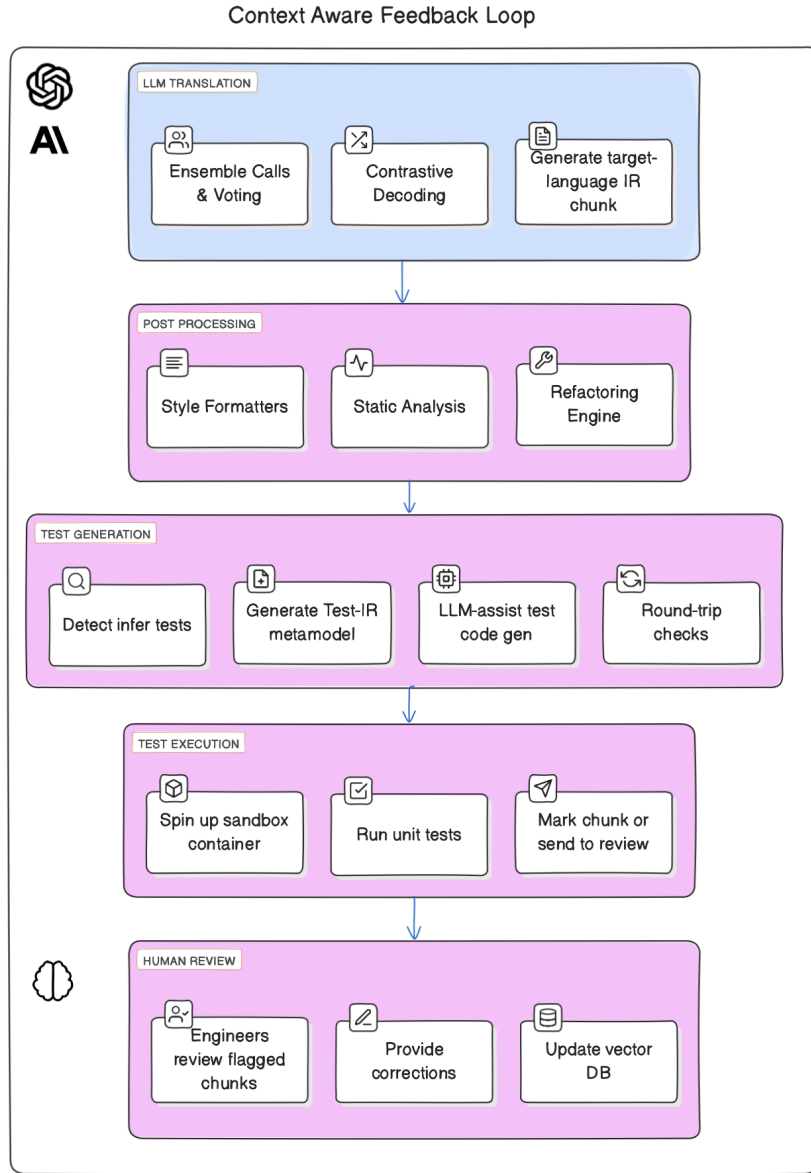 Context Aware Feedback Loop
LLM TRANSLATION
Ensemble Calls
& Voting
Contrastive
Decoding
Generate target-
language IR
chunk
POST PROCESSING
Style Formatters
Static Analysis
Refactoring
Engine
TEST GENERATION
Detect infer tests
Generate Test-IR
metamodel
LLM-assist test
code gen
Round-trip
checks
TEST EXECUTION
Spin up sandbox
container
Run unit tests
Mark chunk or
send to review
HUMAN REVIEW
Engineers
review flagged
chunks
Provide
corrections
Update vector
DB